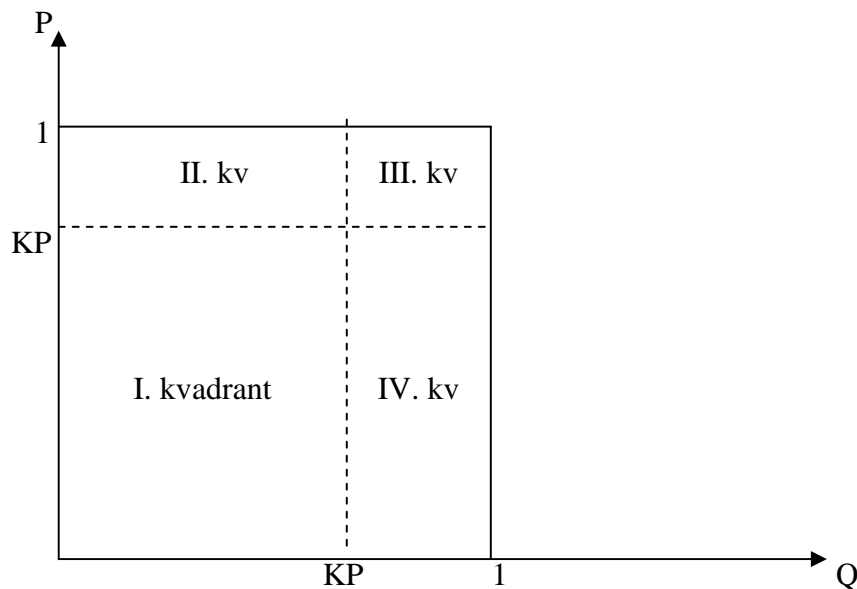 P
1
II. kv III. kv
KP
I. kvadrant IV. kv
KP 1 Q